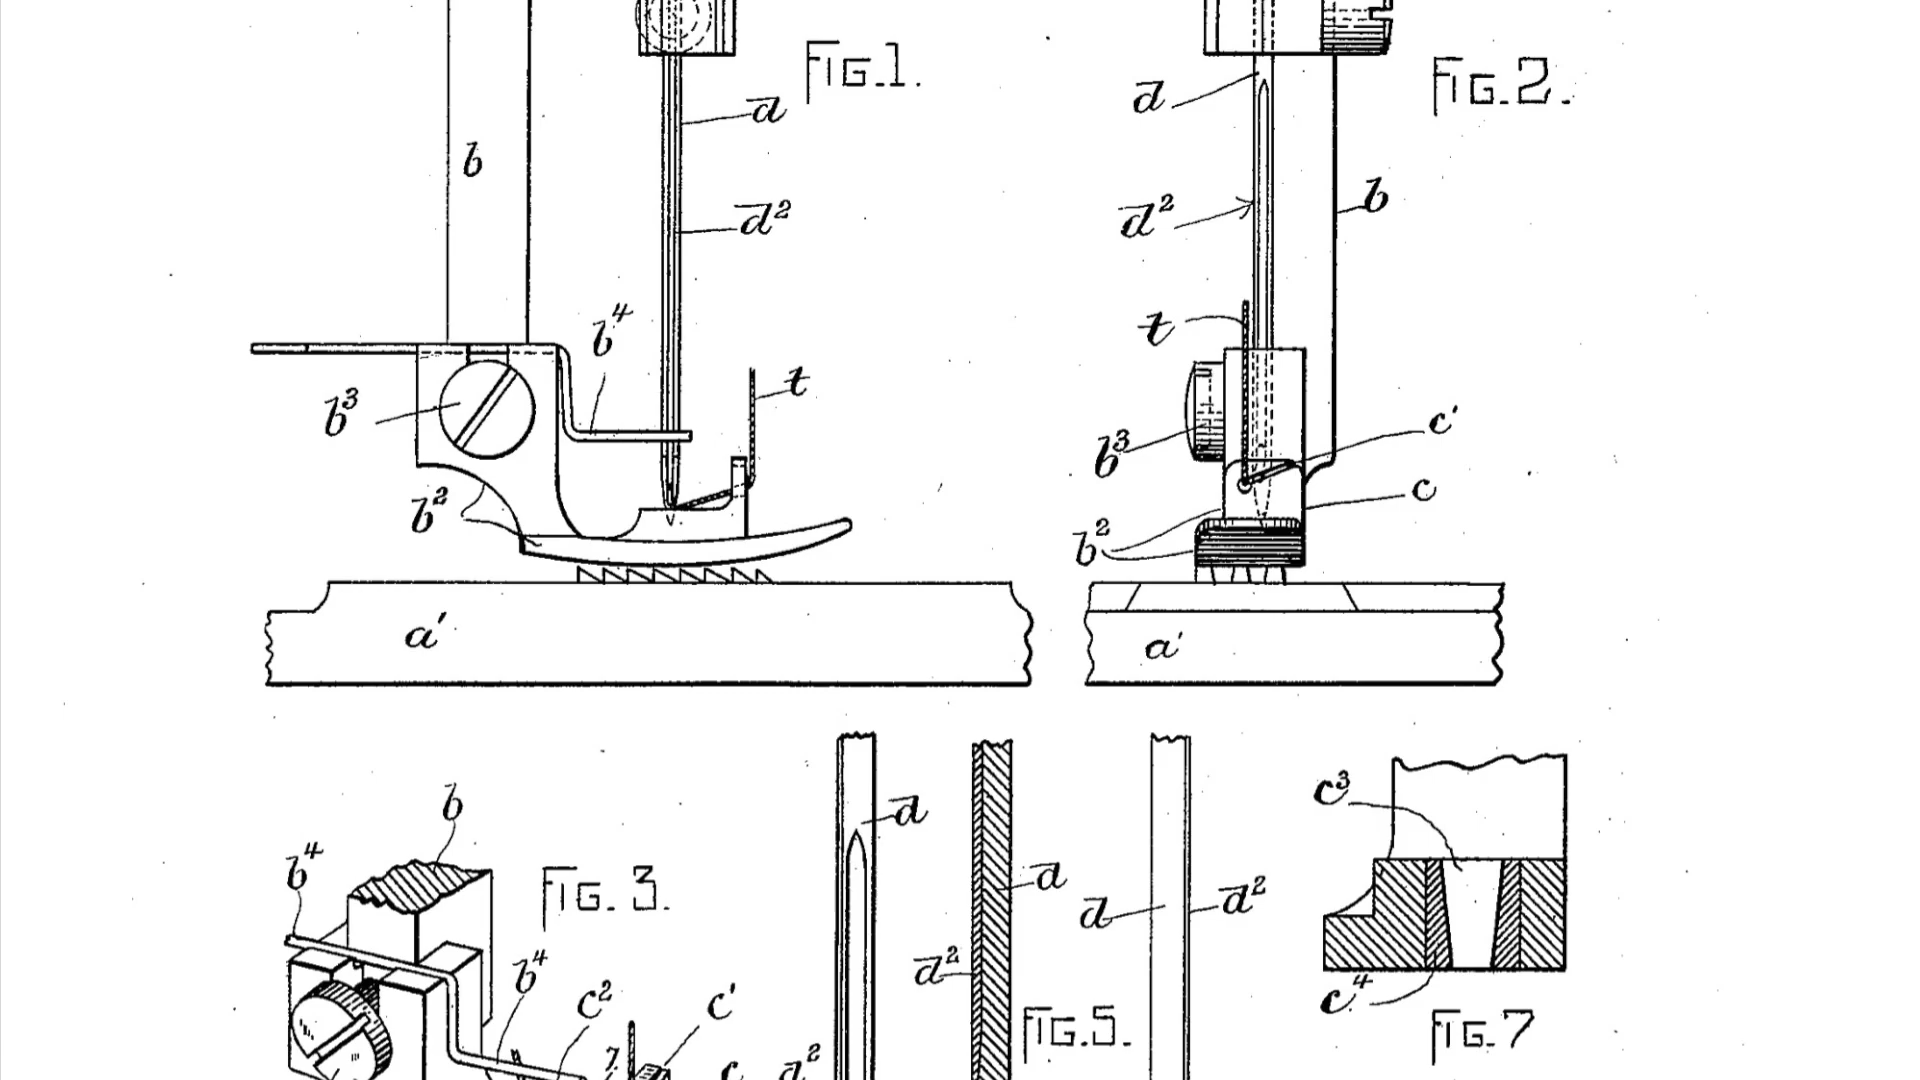 FIG. 1.
FIG. 2.
d
d
b
d²
d²
b
b⁴
t
t
b³
c'
b³
c
b²
b²
a'
a'
c³
b
d
b⁴
FIG. 3.
d
d
d²
b⁴
d²
c²
c'
c⁴
FIG. 5.
FIG. 7
c
d²